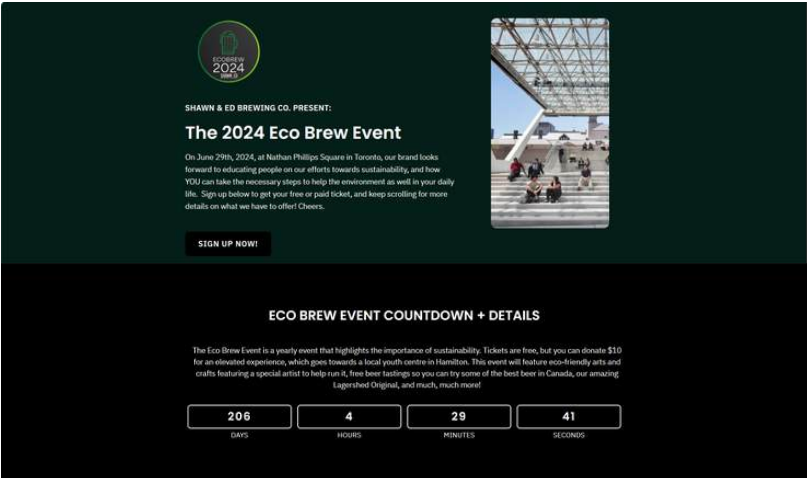 ECOBREW
2024
SHAWN & ED BREWING CO. PRESENT:
The 2024 Eco Brew Event
On June 29th, 2024, at Nathan Phillips Square in Toronto, our brand looks
forward to educating people on our efforts towards sustainability, and how
YOU can take the necessary steps to help the environment as well in your daily
life. Sign up below to get your free or paid ticket, and keep scrolling for more
details on what we have to offer! Cheers.
SIGN UP NOW!
ECO BREW EVENT COUNTDOWN + DETAILS
The Eco Brew Event is a yearly event that highlights the importance of sustainability. Tickets are free, but you can donate $10
for an elevated experience, which goes towards a local youth centre in Hamilton. This event will feature eco-friendly arts and
crafts featuring a special artist to help run it, free beer tastings so you can try some of the best beer in Canada, our amazing
Lagershed Original, and much, much more!
206 4 29 41
DAYS HOURS MINUTES SECONDS